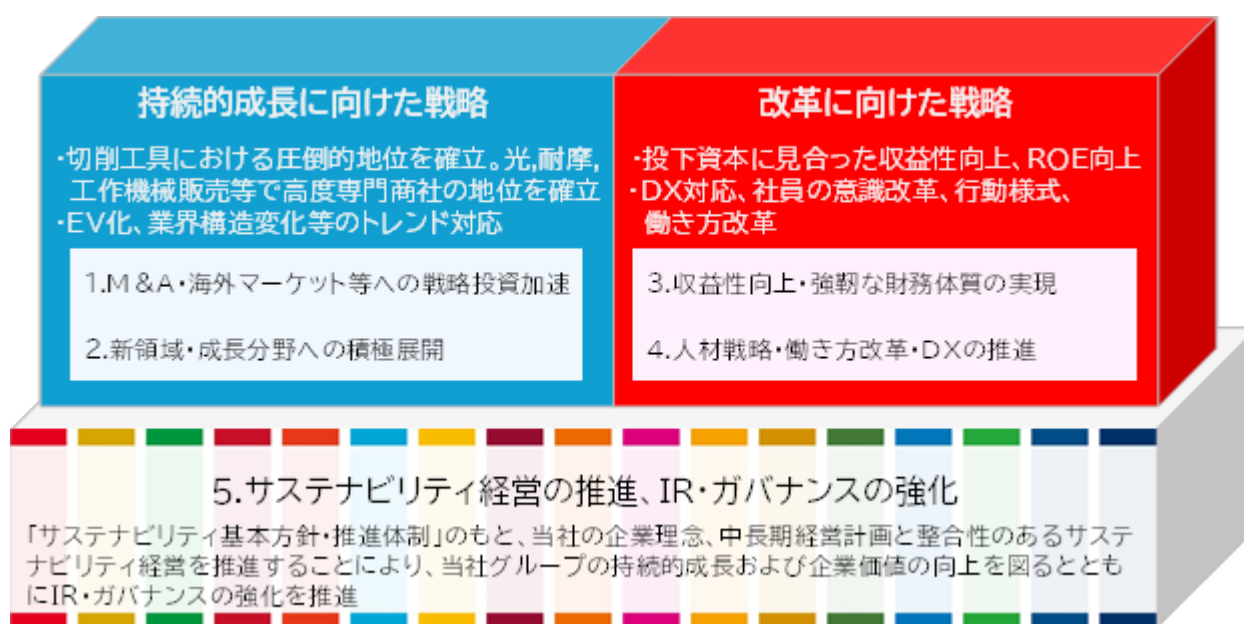 持続的成長に向けた戦略
・切削工具における圧倒的地位を確立。光,耐摩,
工作機械販売等で高度専門商社の地位を確立
・EV化、業界構造変化等のトレンド対応
1.M&A・海外マーケット等への戦略投資加速
2.新領域・成長分野への積極展開
改革に向けた戦略
・投下資本に見合った収益性向上、ROE向上
・DX対応、社員の意識改革、行動様式、
働き方改革
3.収益性向上・強靭な財務体質の実現
4.人材戦略・働き方改革・DXの推進
5.サステナビリティ経営の推進、IR・ガバナンスの強化
「サステナビリティ基本方針・推進体制」のもと、当社の企業理念、中長期経営計画と整合性のあるサステ
ナビリティ経営を推進することにより、当社グループの持続的成長および企業価値の向上を図るととも
にIR・ガバナンスの強化を推進